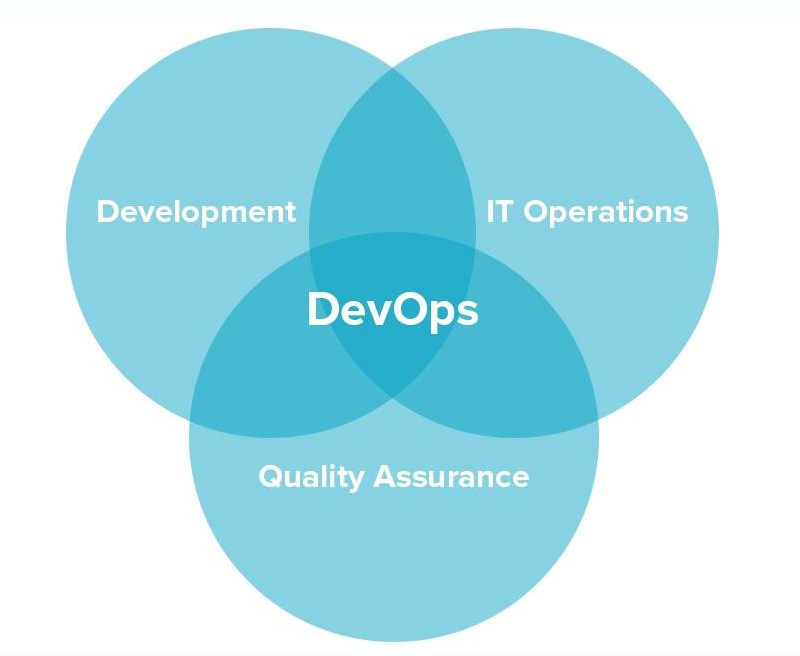 Development
IT Operations
DevOps
Quality Assurance